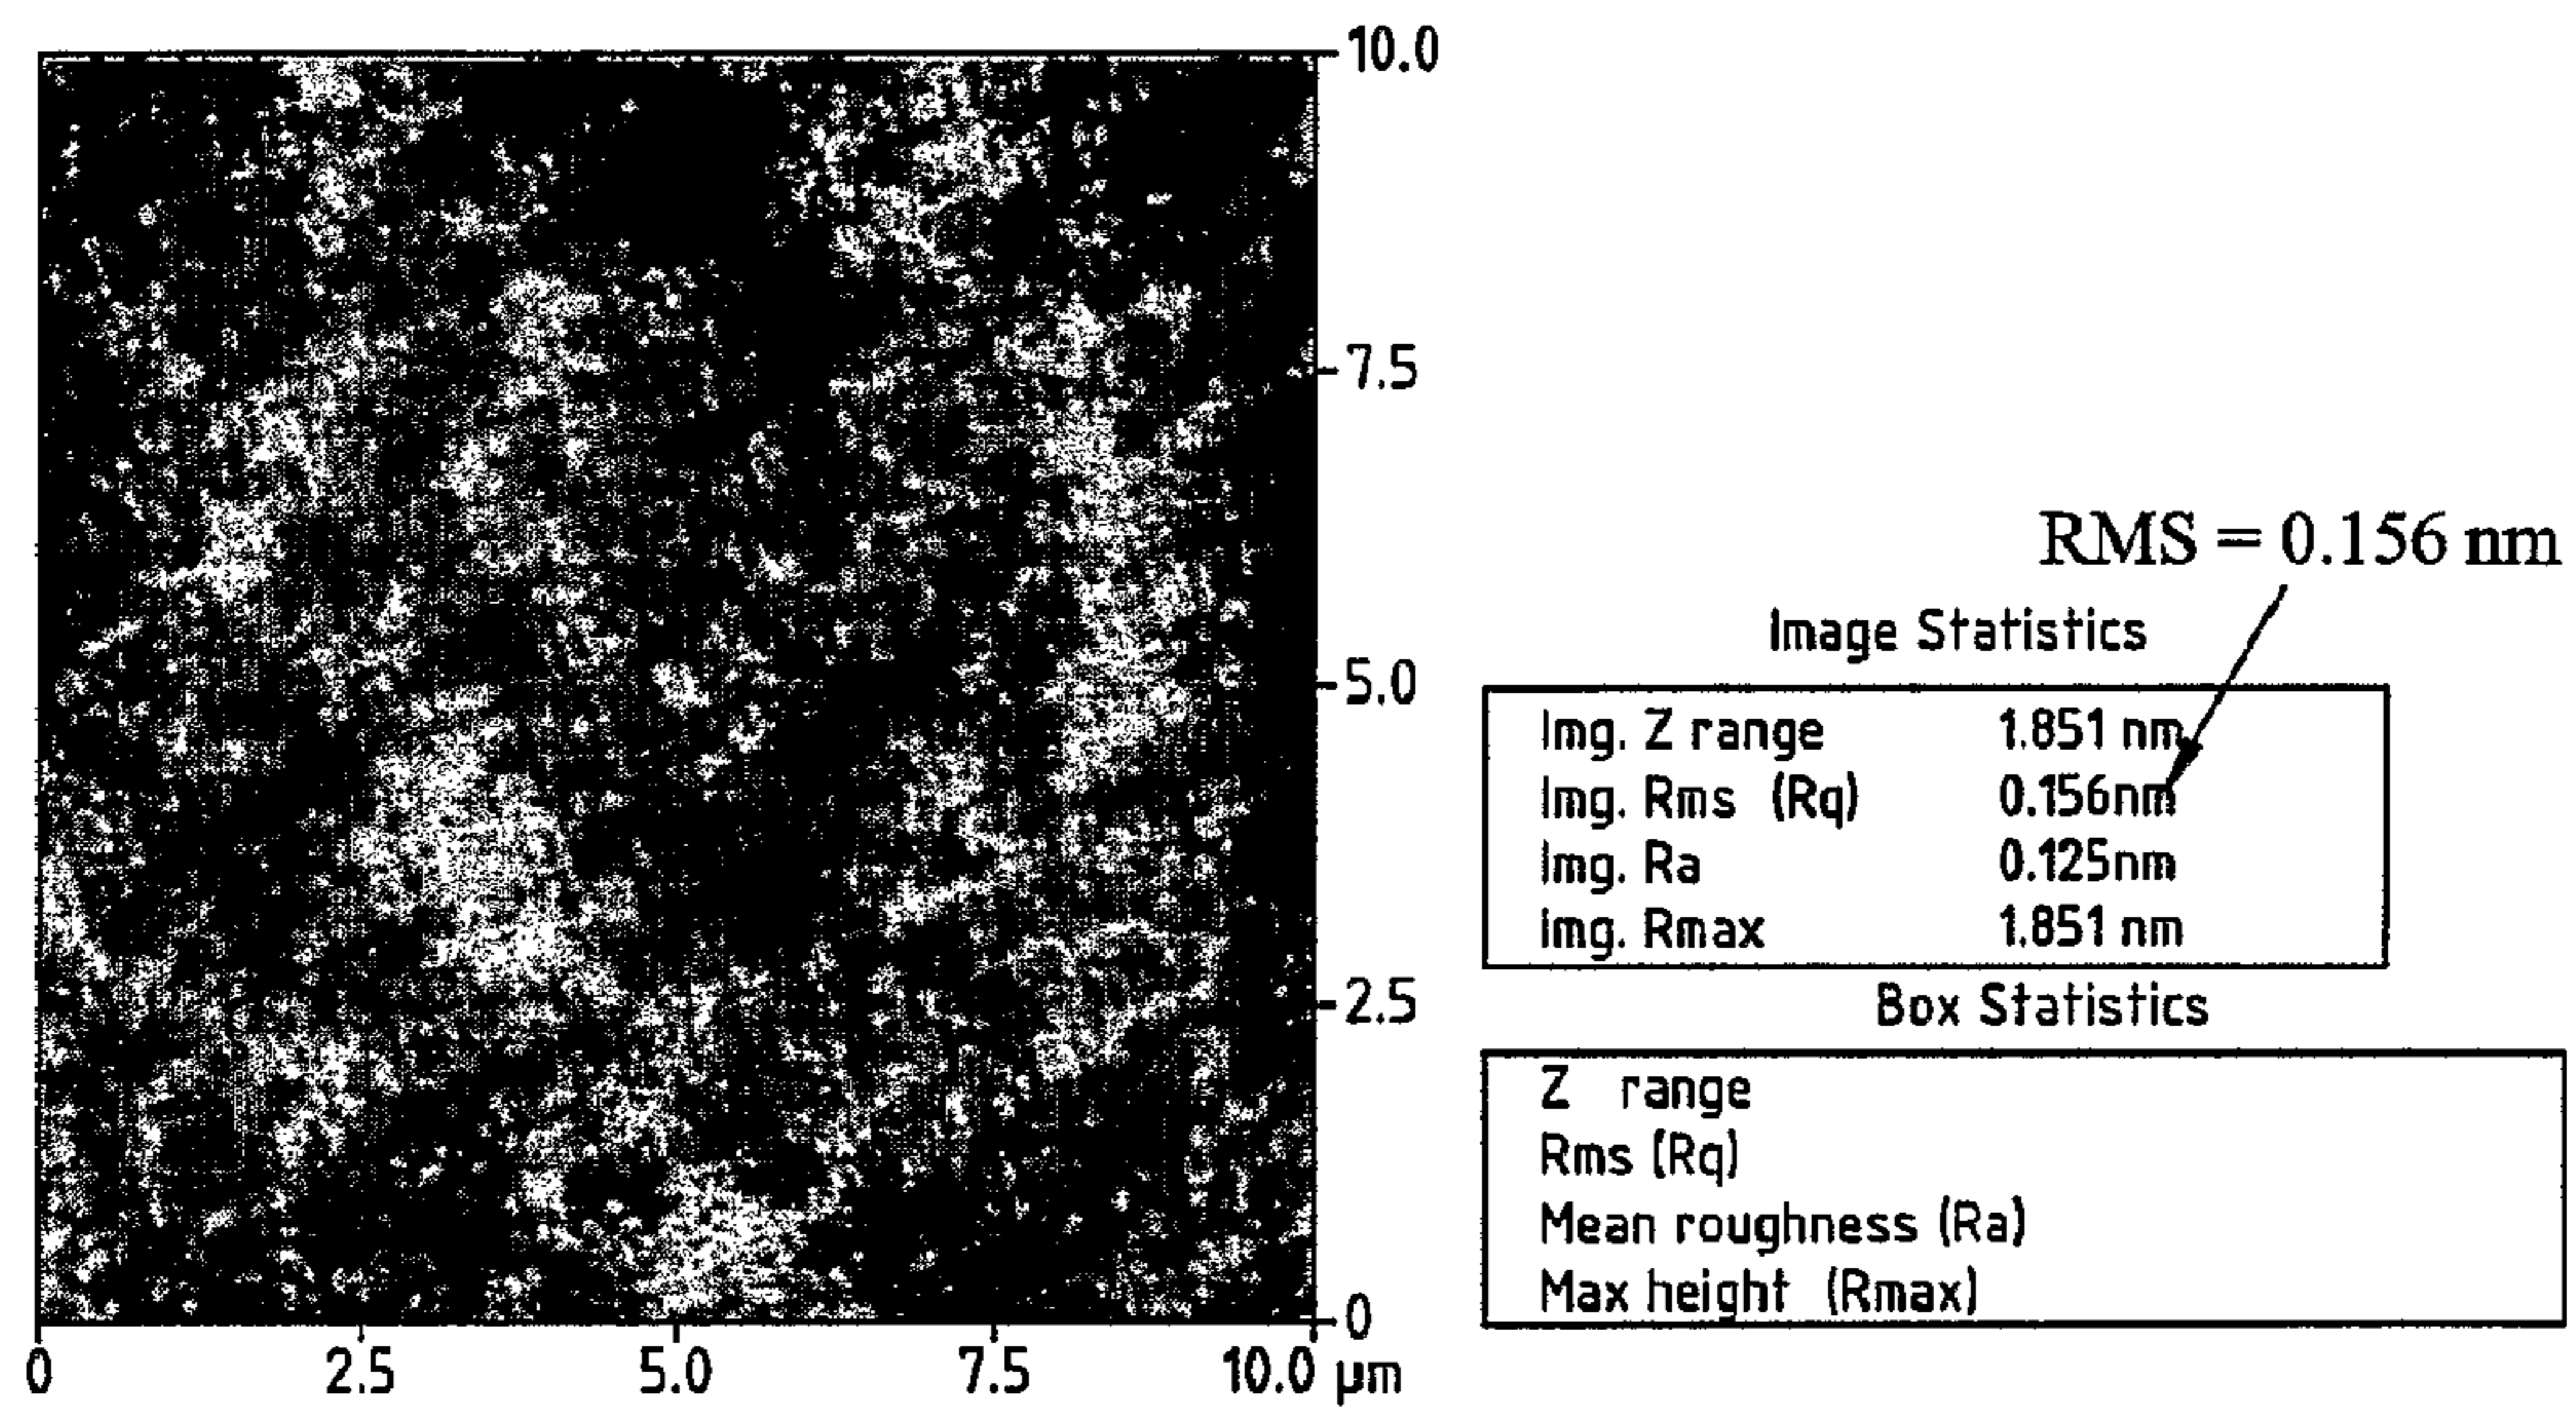 10.0
7.5
5.0
2.5
0
0 2.5 5.0 7.5 10.0 µm
RMS = 0.156 nm
Image Statistics
Img. Z range 1.851 nm
Img. Rms (Rq) 0.156nm
Img. Ra 0.125nm
Img. Rmax 1.851 nm
Box Statistics
Z range
Rms (Rq)
Mean roughness (Ra)
Max height (Rmax)